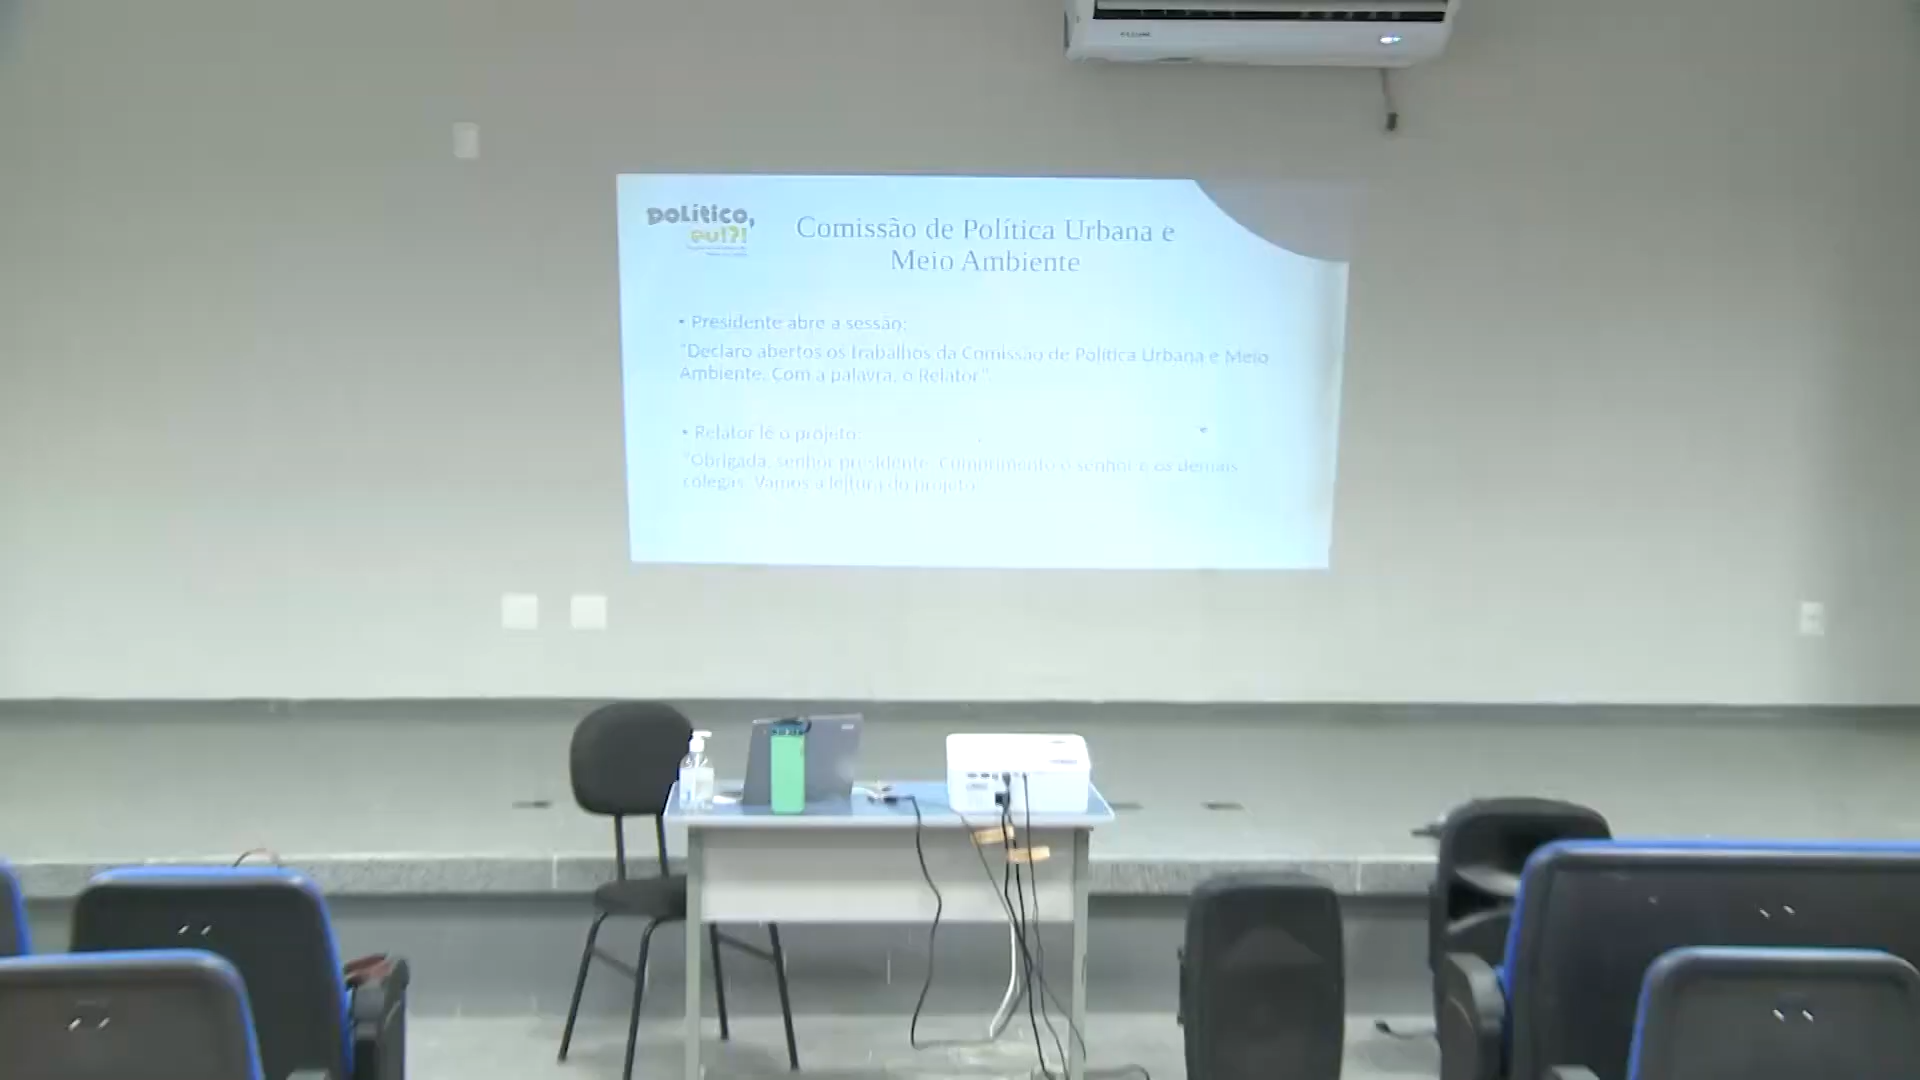 político,
eu!?!
Comissão de Política Urbana e
Meio Ambiente
• Presidente abre a sessão:
"Declaro abertos os trabalhos da Comissão de Política Urbana e Meio
Ambiente. Com a palavra, o Relator".
• Relator lê o projeto:
"Obrigada, senhor presidente. Cumprimento o senhor e os demais
colegas. Vamos à leitura do projeto